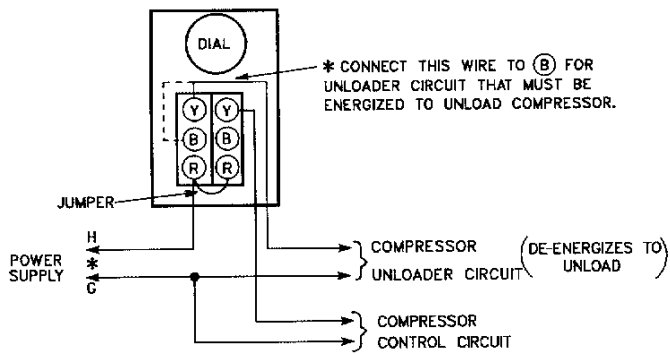 DIAL
* CONNECT THIS WIRE TO B FOR
UNLOADER CIRCUIT THAT MUST BE
ENERGIZED TO UNLOAD COMPRESSOR.
Y Y
B B
R R
JUMPER
H
POWER SUPPLY
*
G
COMPRESSOR
UNLOADER CIRCUIT
(DE-ENERGIZES TO
UNLOAD)
COMPRESSOR
CONTROL CIRCUIT